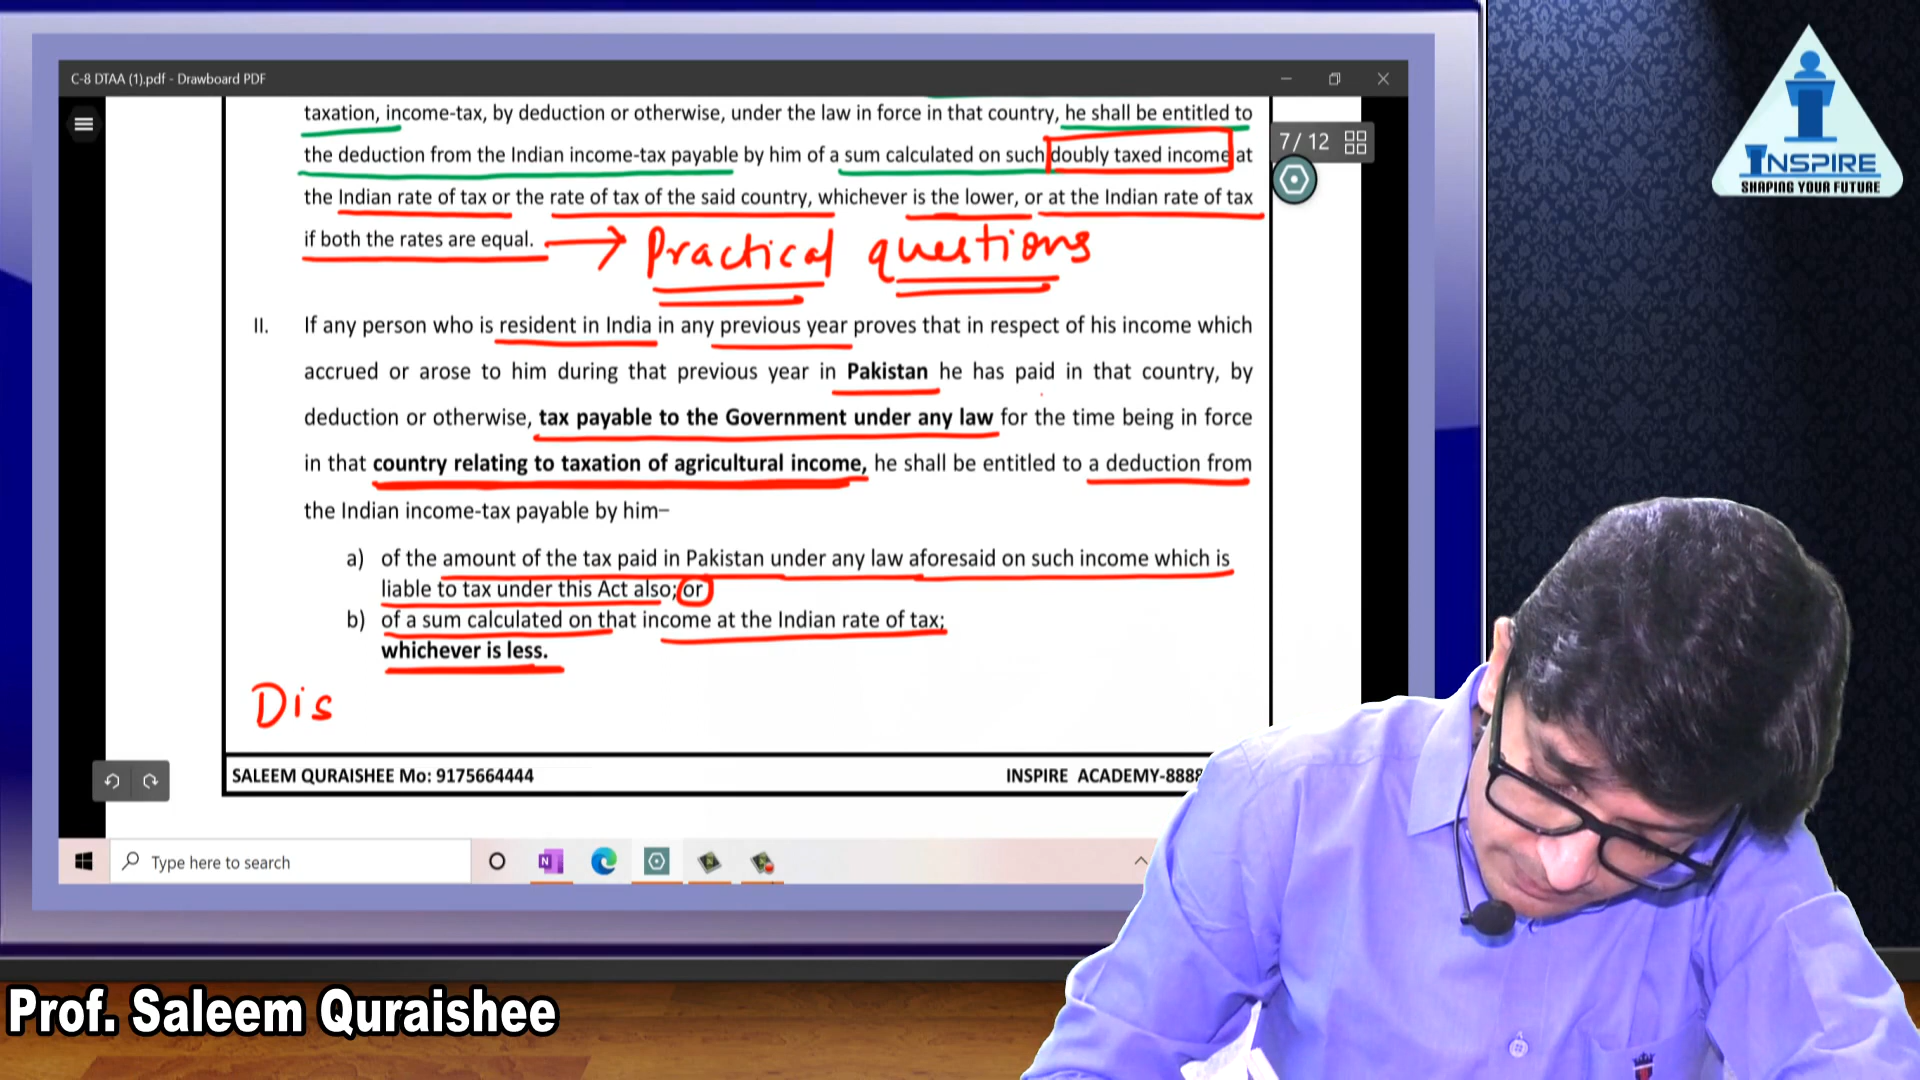 C-8 DTAA (1).pdf - Drawboard PDF
taxation, income-tax, by deduction or otherwise, under the law in force in that country, he shall be entitled to
the deduction from the Indian income-tax payable by him of a sum calculated on such doubly taxed income at
7 / 12
the Indian rate of tax or the rate of tax of the said country, whichever is the lower, or at the Indian rate of tax
if both the rates are equal. → Practical questions
II. If any person who is resident in India in any previous year proves that in respect of his income which
accrued or arose to him during that previous year in Pakistan he has paid in that country, by
deduction or otherwise, tax payable to the Government under any law for the time being in force
in that country relating to taxation of agricultural income, he shall be entitled to a deduction from
the Indian income-tax payable by him–
a) of the amount of the tax paid in Pakistan under any law aforesaid on such income which is
liable to tax under this Act also; or
b) of a sum calculated on that income at the Indian rate of tax;
whichever is less.
Dis
SALEEM QURAISHEE Mo: 9175664444 INSPIRE ACADEMY-8888
Type here to search
INSPIRE
SHAPING YOUR FUTURE
Prof. Saleem Quraishee